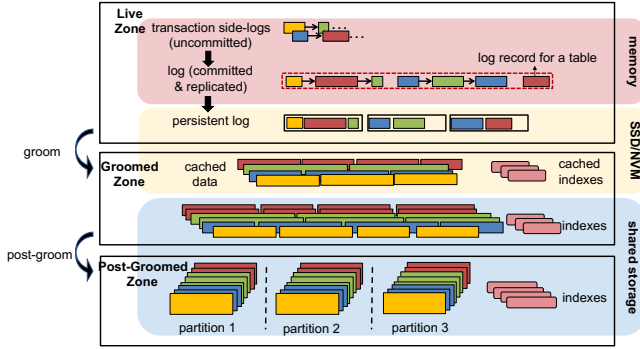 Live
Zone
transaction side-logs
(uncommitted)
log (committed
& replicated)
log record for a table
memory
persistent log
SSD/NVM
groom
Groomed
Zone
cached
data
cached
indexes
indexes
shared storage
post-groom
Post-Groomed
Zone
indexes
partition 1
partition 2
partition 3